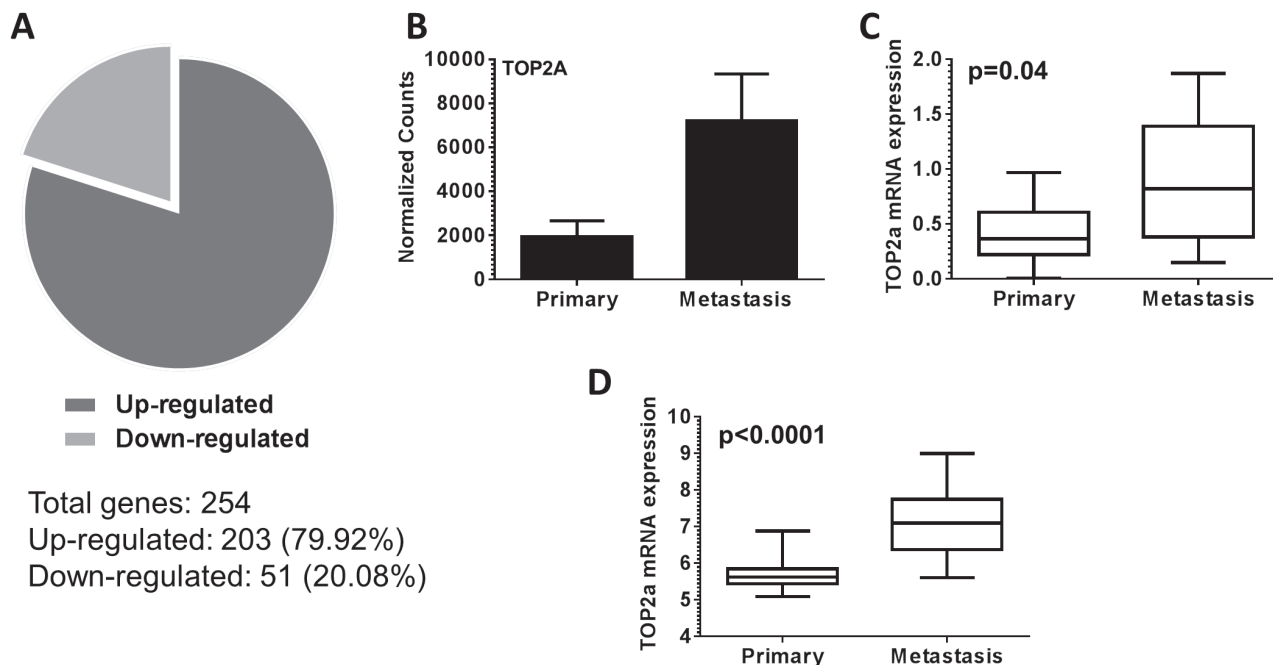 A
Up-regulated
Down-regulated
Total genes: 254
Up-regulated: 203 (79.92%)
Down-regulated: 51 (20.08%)
B
TOP2A
Normalized Counts
10000
8000
6000
4000
2000
0
Primary Metastasis
C
p=0.04
TOP2a mRNA expression
2.0
1.5
1.0
0.5
0.0
Primary Metastasis
D
p<0.0001
TOP2a mRNA expression
10
9
8
7
6
5
4
Primary Metastasis